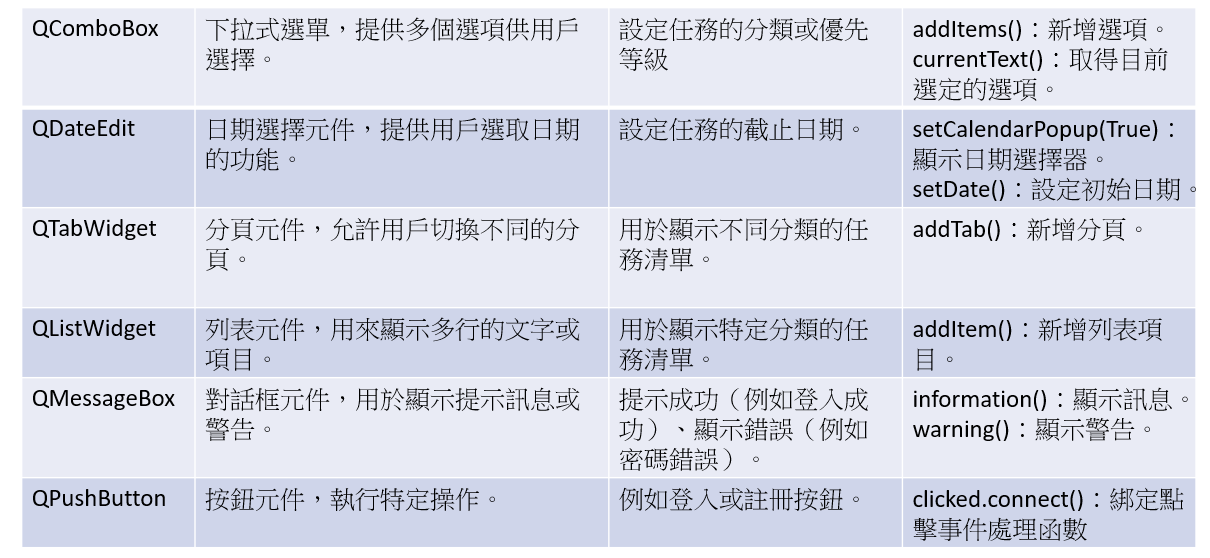 QComboBox
下拉式選單，提供多個選項供用戶
選擇。
設定任務的分類或優先
等級
addItems()：新增選項。
currentText()：取得目前
選定的選項。
QDateEdit
日期選擇元件，提供用戶選取日期
的功能。
設定任務的截止日期。
setCalendarPopup(True)：
顯示日期選擇器。
setDate()：設定初始日期。
QTabWidget
分頁元件，允許用戶切換不同的分
頁。
用於顯示不同分類的任
務清單。
addTab()：新增分頁。
QListWidget
列表元件，用來顯示多行的文字或
項目。
用於顯示特定分類的任
務清單。
addItem()：新增列表項
目。
QMessageBox
對話框元件，用於顯示提示訊息或
警告。
提示成功（例如登入成
功）、顯示錯誤（例如
密碼錯誤）。
information()：顯示訊息。
warning()：顯示警告。
QPushButton
按鈕元件，執行特定操作。
例如登入或註冊按鈕。
clicked.connect()：綁定點
擊事件處理函數